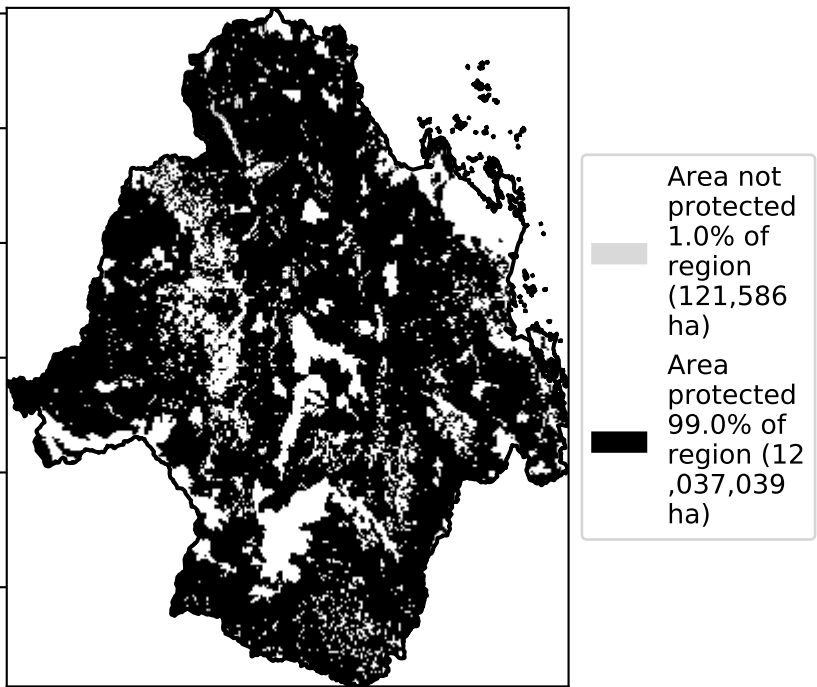 Area not
protected
1.0% of
region
(121,586
ha)
Area
protected
99.0% of
region (12
,037,039
ha)